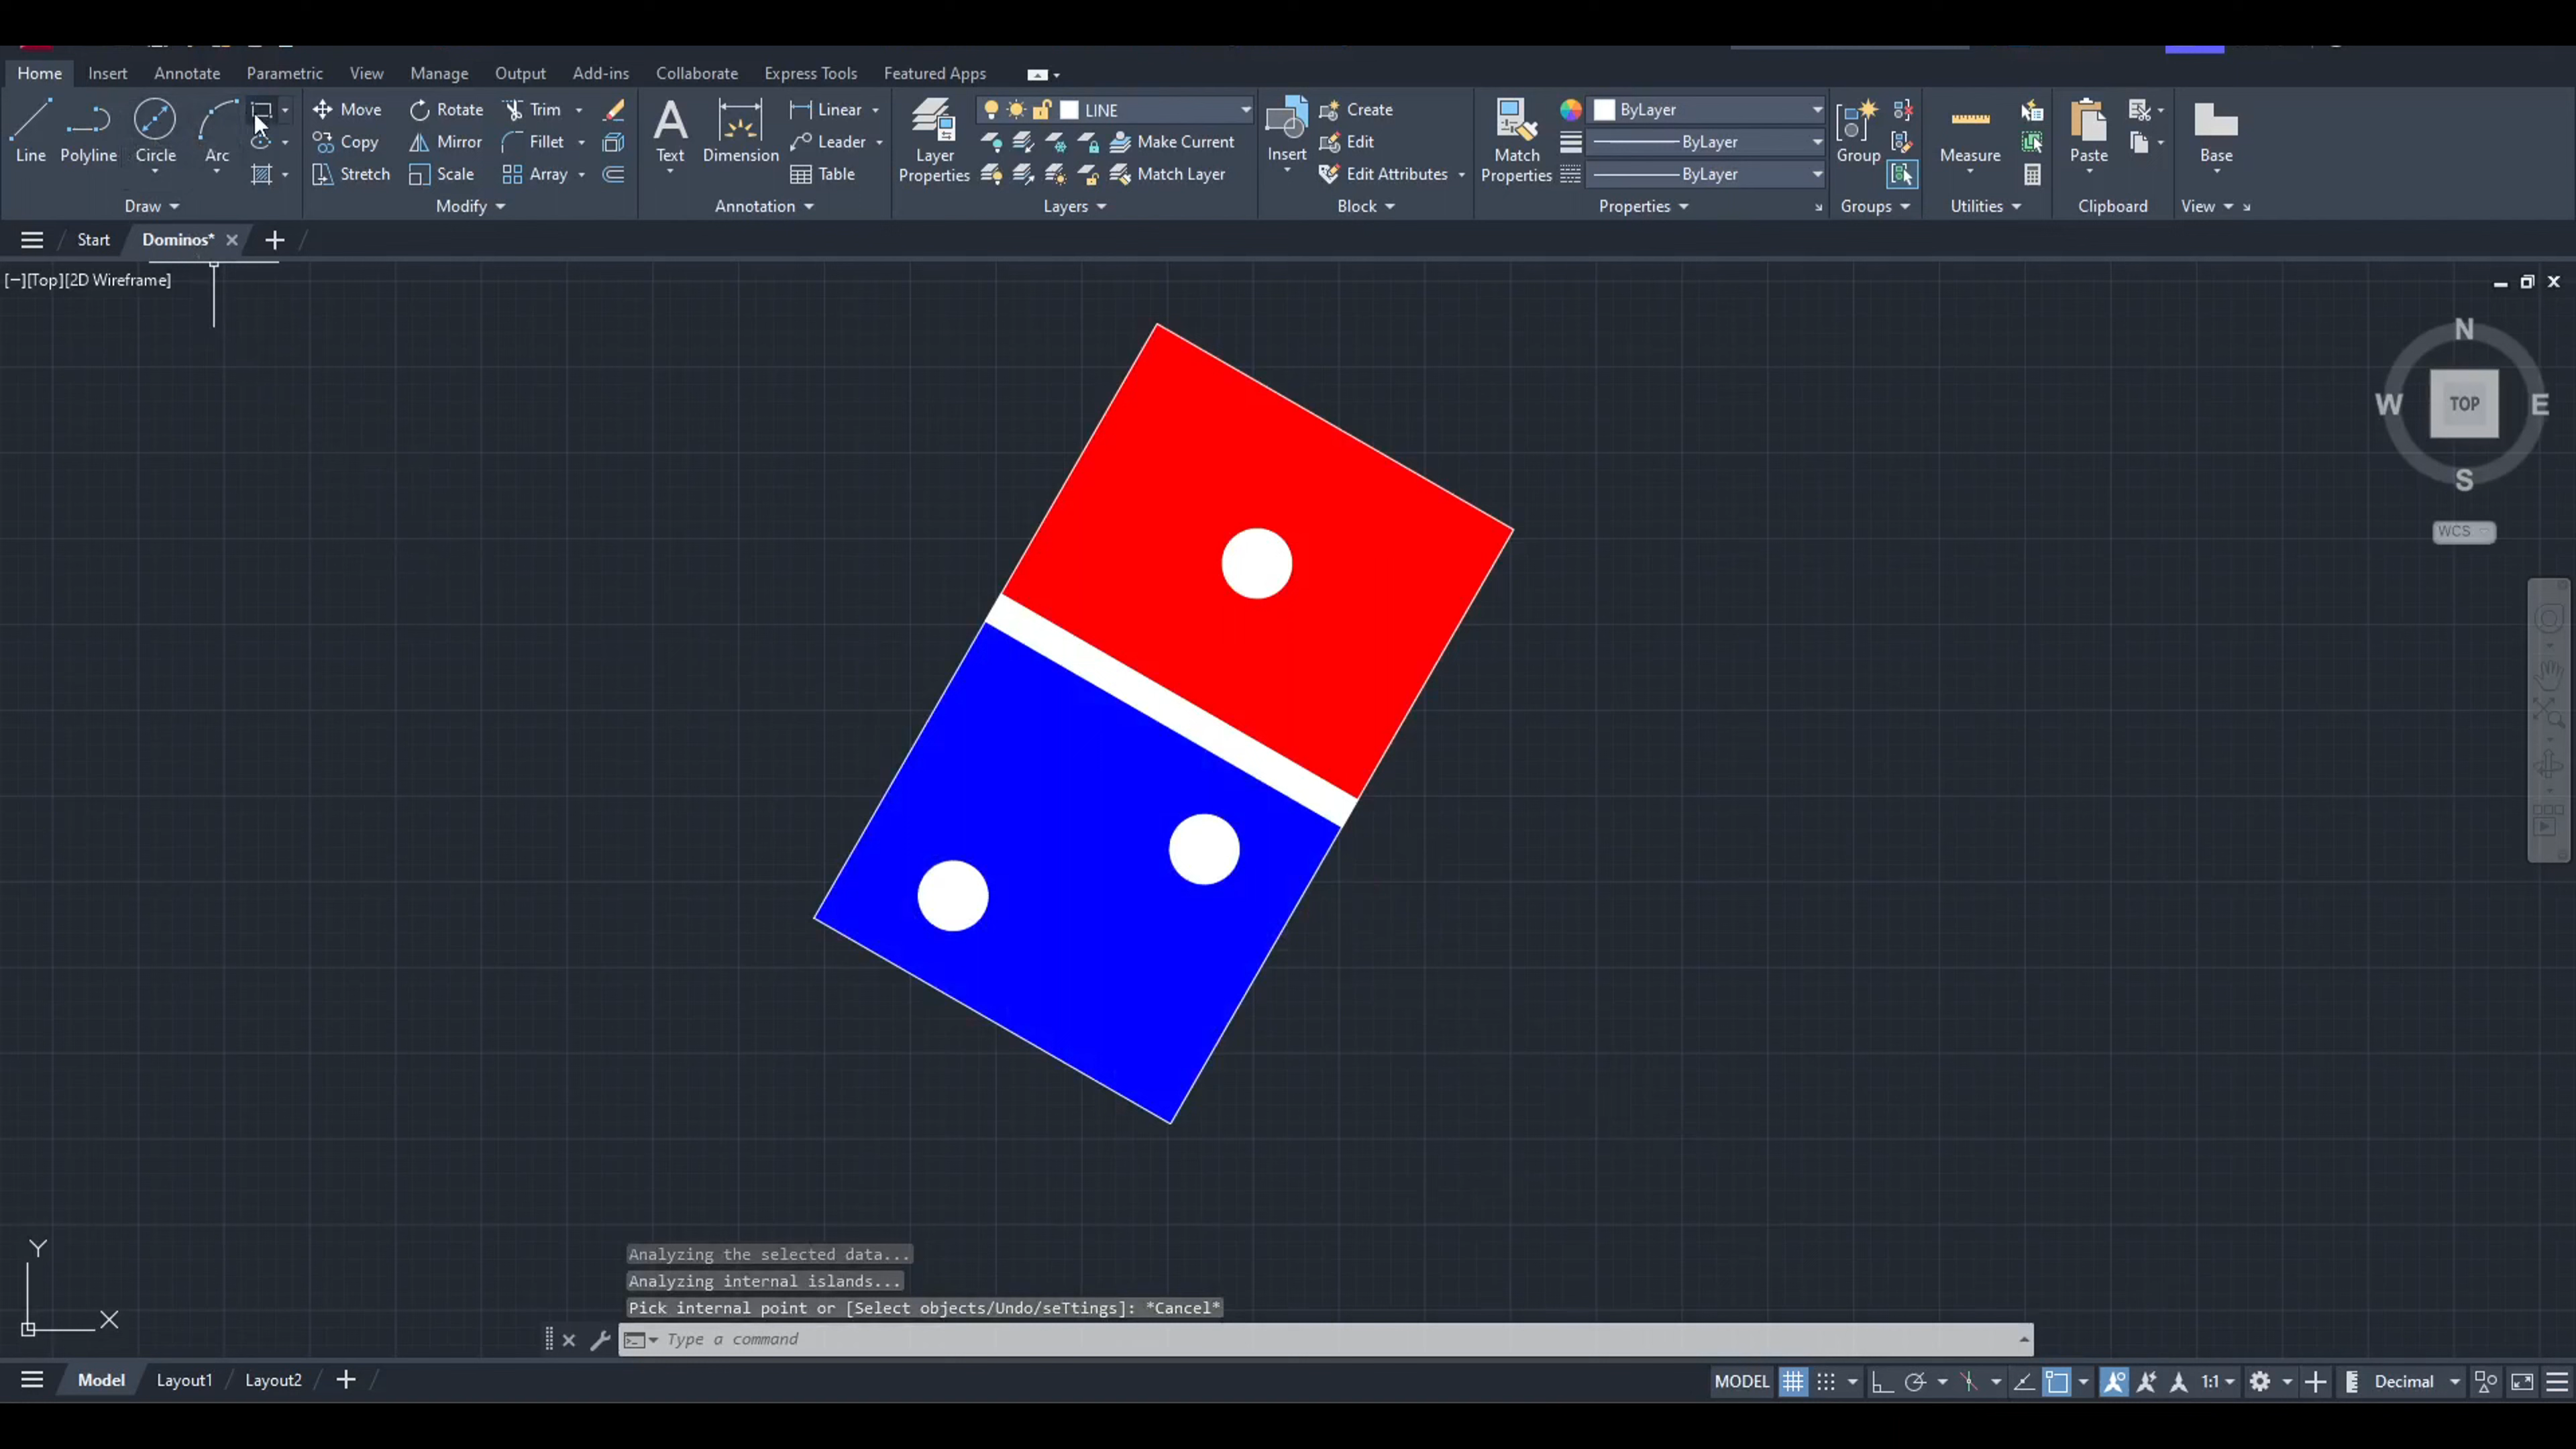 Home Insert Annotate Parametric View Manage Output Add-ins Collaborate Express Tools Featured Apps
Line Polyline Circle Arc
Move Rotate Trim
Copy Mirror Fillet
Stretch Scale Array
Text Dimension
Linear
Leader
Table
Layer Properties
LINE
Make Current
Match Layer
Insert
Create
Edit
Edit Attributes
Match Properties
ByLayer
ByLayer
ByLayer
Group
Measure
Paste
Base
Draw Modify Annotation Layers Block Properties Groups Utilities Clipboard View
Start Dominos*
[−][Top][2D Wireframe]
N
W TOP E
S
WCS
Y
X
Analyzing the selected data...
Analyzing internal islands...
Pick internal point or [Select objects/Undo/seTtings]: *Cancel*
Type a command
Model Layout1 Layout2
MODEL 1:1 Decimal